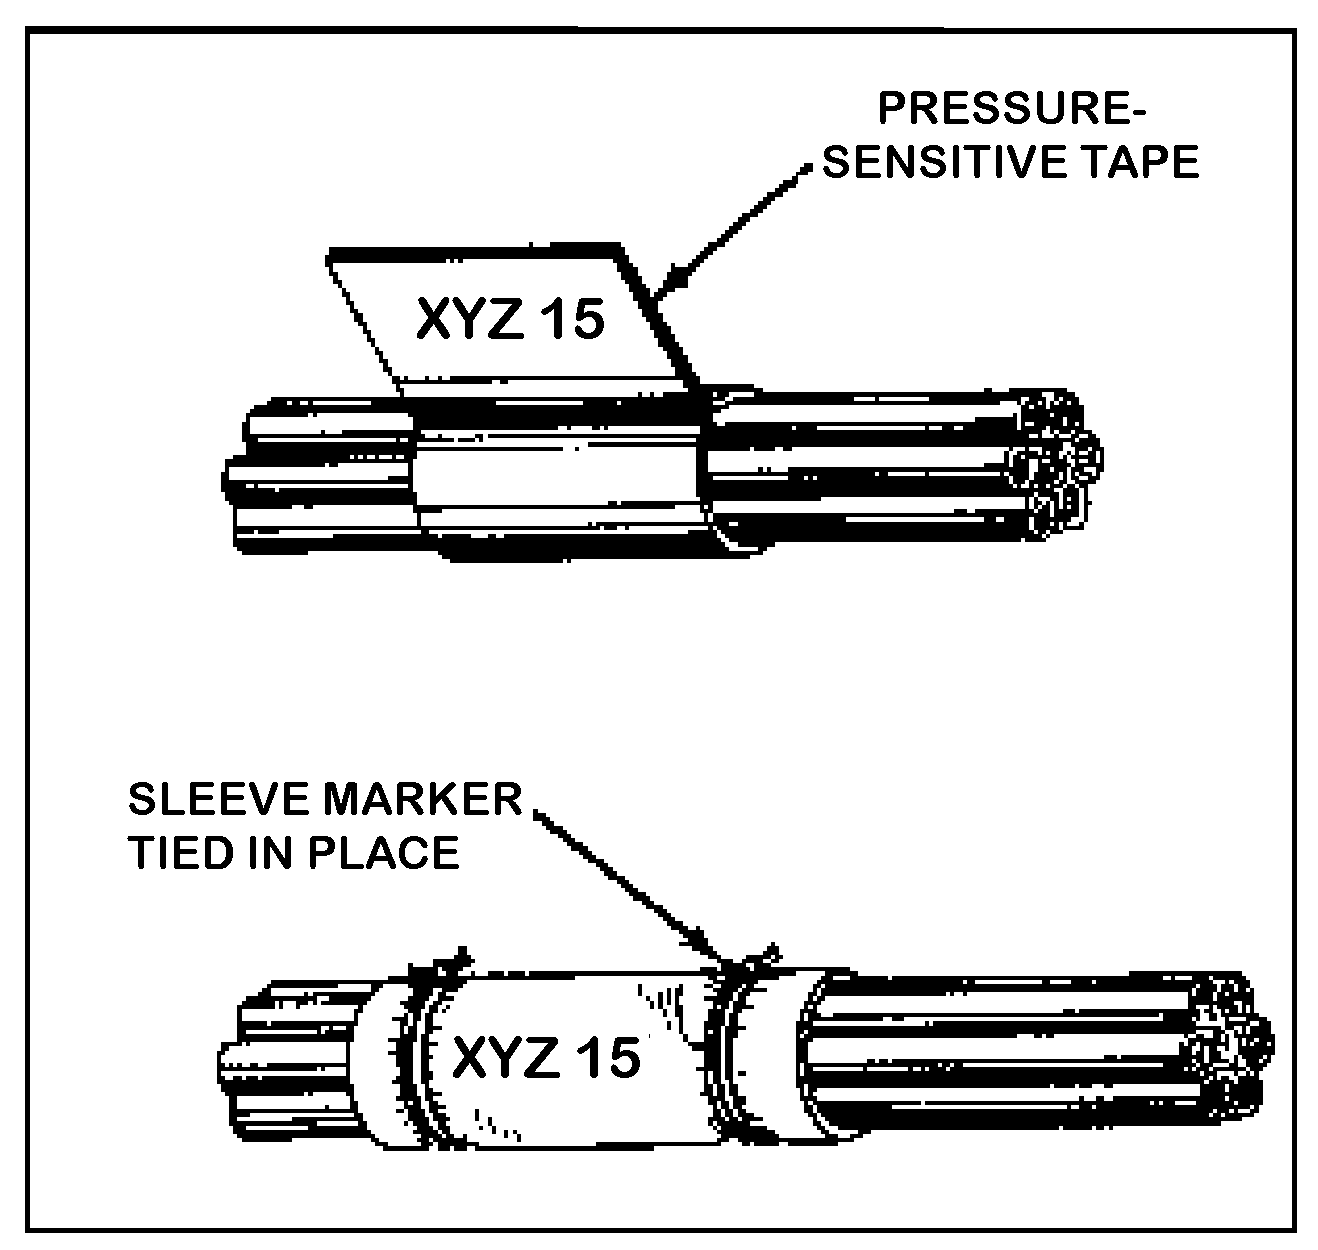 PRESSURE-
SENSITIVE TAPE
XYZ 15
SLEEVE MARKER
TIED IN PLACE
XYZ 15